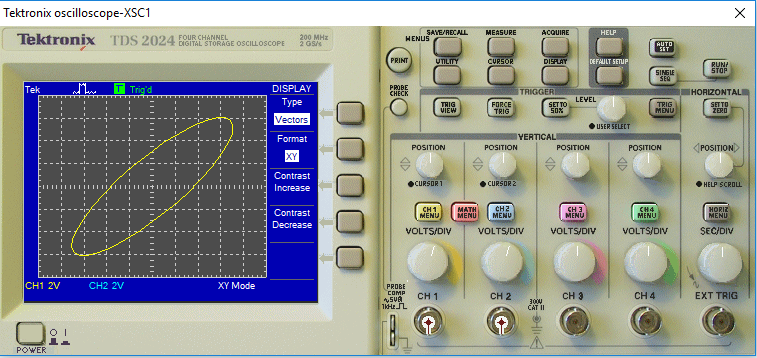 Tektronix oscilloscope-XSC1
Tektronix TDS 2024 FOUR CHANNEL DIGITAL STORAGE OSCILLOSCOPE 200 MHz 2 GS/s
Tek T Trig'd DISPLAY
Type
Vectors
Format
XY
Contrast
Increase
Contrast
Decrease
CH1 2V CH2 2V XY Mode
POWER
O I
MENUS
SAVE/RECALL MEASURE ACQUIRE
UTILITY CURSOR DISPLAY
PRINT
HELP
DEFAULT SETUP
AUTO SET
SINGLE SEQ
RUN/ STOP
PROBE CHECK
TRIGGER
TRIG VIEW
FORCE TRIG
SET TO 50%
LEVEL
USER SELECT
TRIG MENU
HORIZONTAL
SET TO ZERO
VERTICAL
POSITION POSITION POSITION POSITION POSITION
CURSOR 1 CURSOR 2 HELP SCROLL
CH 1 MENU
MATH MENU
CH 2 MENU
CH 3 MENU
CH 4 MENU
HORIZ MENU
VOLTS/DIV VOLTS/DIV VOLTS/DIV VOLTS/DIV SEC/DIV
PROBE COMP
~5V
1kHz
CH 1 CH 2 CH 3 CH 4 EXT TRIG
300V
CAT II